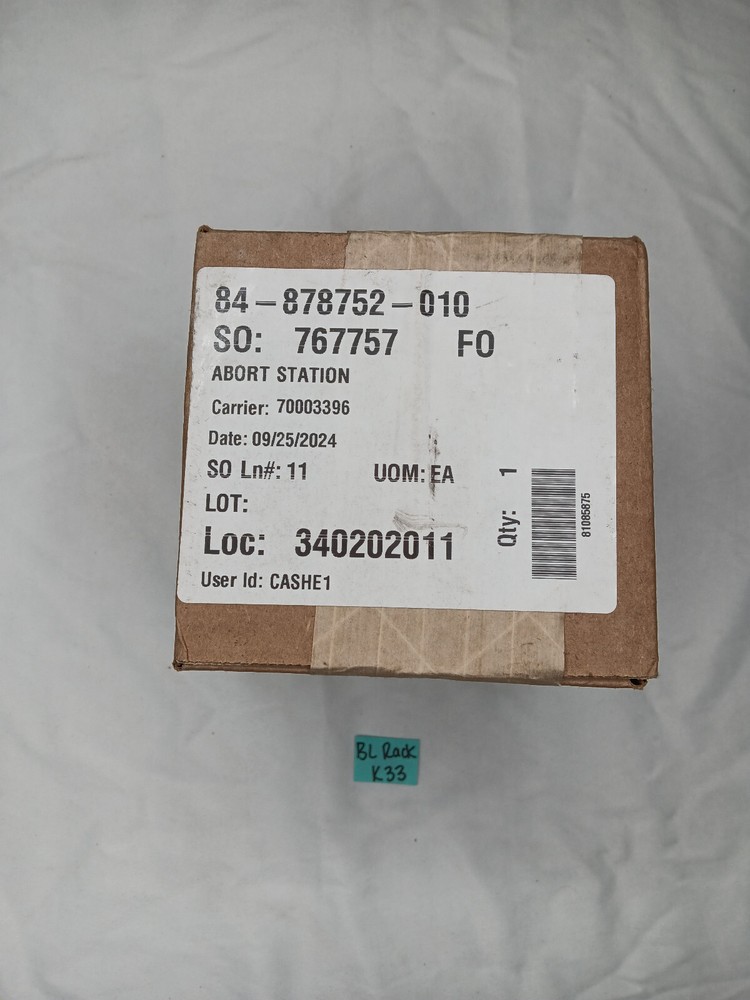 84-878752-010
SO: 767757 FO
ABORT STATION
Carrier: 70003396
Date: 09/25/2024
SO Ln#: 11 UOM: EA
LOT:
Loc: 340202011
User Id: CASHE1
Qty: 1
81085875
BL Rack
K33